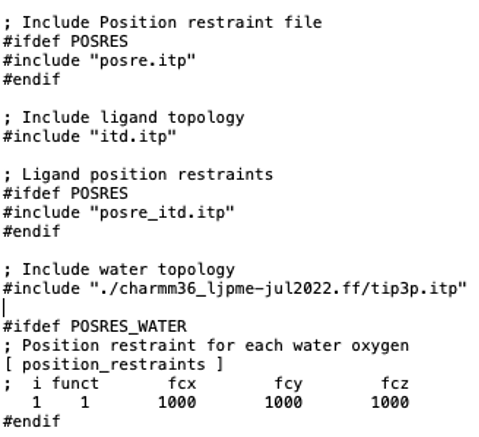 ; Include Position restraint file
#ifdef POSRES
#include "posre.itp"
#endif

; Include ligand topology
#include "itd.itp"

; Ligand position restraints
#ifdef POSRES
#include "posre_itd.itp"
#endif

; Include water topology
#include "./charmm36_ljpme-jul2022.ff/tip3p.itp"

#ifdef POSRES_WATER
; Position restraint for each water oxygen
[ position_restraints ]
;  i funct       fcx        fcy        fcz
   1    1       1000       1000       1000
#endif